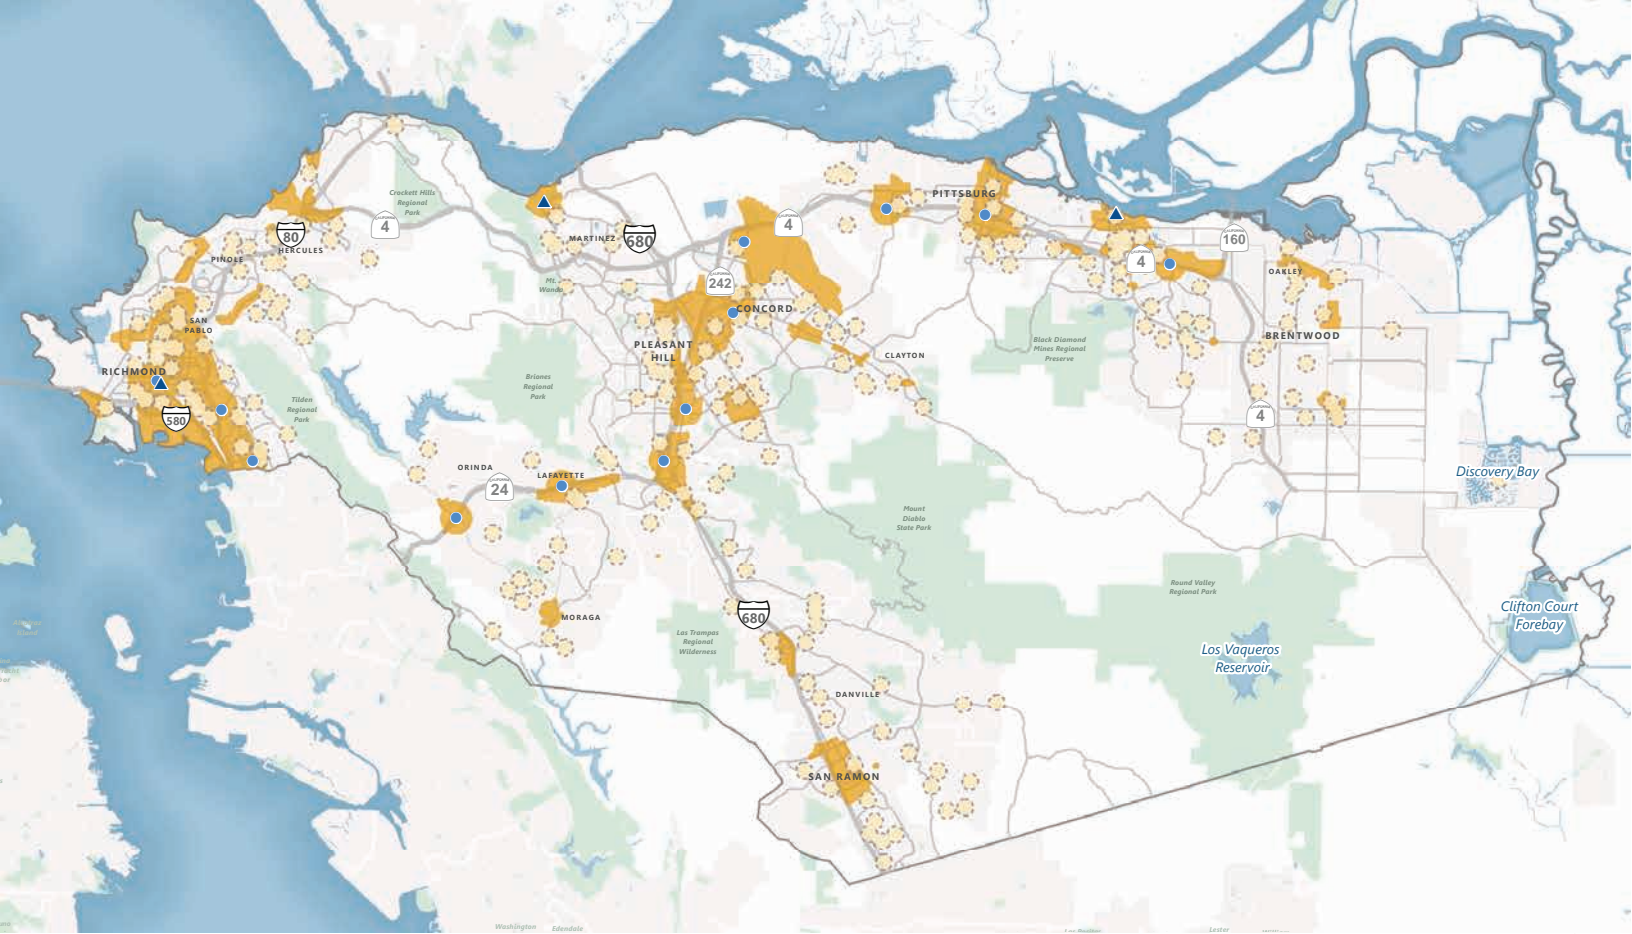 Crockett Hills
Regional
Park
PITTSBURG
4
80
HERCULES
PINOLE
MARTINEZ
680
4
242
4
160
OAKLEY
Mt.
Wanda
SAN
PABLO
CONCORD
PLEASANT
HILL
CLAYTON
Black Diamond
Mines Regional
Preserve
BRENTWOOD
RICHMOND
580
Tilden
Regional
Park
Briones
Regional
Park
4
ORINDA
24
LAFAYETTE
Discovery Bay
Mount
Diablo
State Park
Round Valley
Regional Park
Clifton Court
Forebay
MORAGA
680
Las Trampas
Regional
Wilderness
Los Vaqueros
Reservoir
DANVILLE
SAN RAMON
Washington
Edendale
Lester